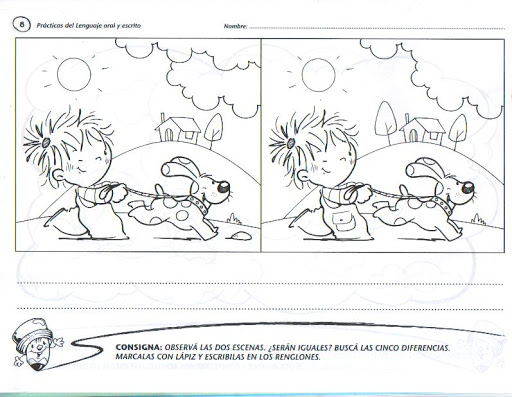 6 Prácticas del Lenguaje oral y escrito Nombre:
CONSIGNA: OBSERVÁ LAS DOS ESCENAS. ¿SERÁN IGUALES? BUSCÁ LAS CINCO DIFERENCIAS.
MARCALAS CON LÁPIZ Y ESCRIBILAS EN LOS RENGLONES.